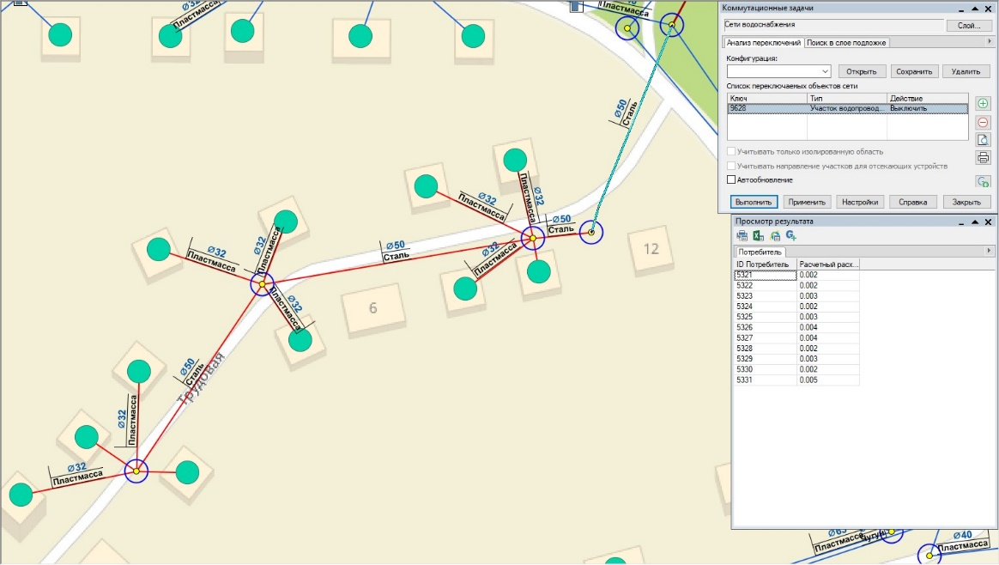 Ø32
Пластмасса
Пластмасса
Ø50
Сталь
Ø32
Пластмасса
Ø32
Пластмасса
Ø50
Сталь
Ø32
Пластмасса
12
Ø32
Пластмасса
Ø32
Пластмасса
Ø50
Сталь
Ø32
Пластмасса
6
Ø50
Сталь
Трудовая
Ø32
Пластмасса
Ø32
Пластмасса
Ø63
Пластмасса
Чугун
Ø40
Пластмасса
Коммутационные задачи
Сети водоснабжения
Слой...
Анализ переключений
Поиск в слое подложке
Конфигурация:
Открыть
Сохранить
Удалить
Список переключаемых объектов сети
Ключ Тип Действие
9628 Участок водопровод... Выключить
Учитывать только изолированную область
Учитывать направление участков для отсекающих устройств
Автообновление
Выполнить
Применить
Настройки
Справка
Закрыть
Просмотр результата
Потребитель
ID Потребитель Расчетный расх...
5321 0.002
5322 0.002
5323 0.003
5324 0.002
5325 0.003
5326 0.004
5327 0.004
5328 0.002
5329 0.003
5330 0.002
5331 0.005